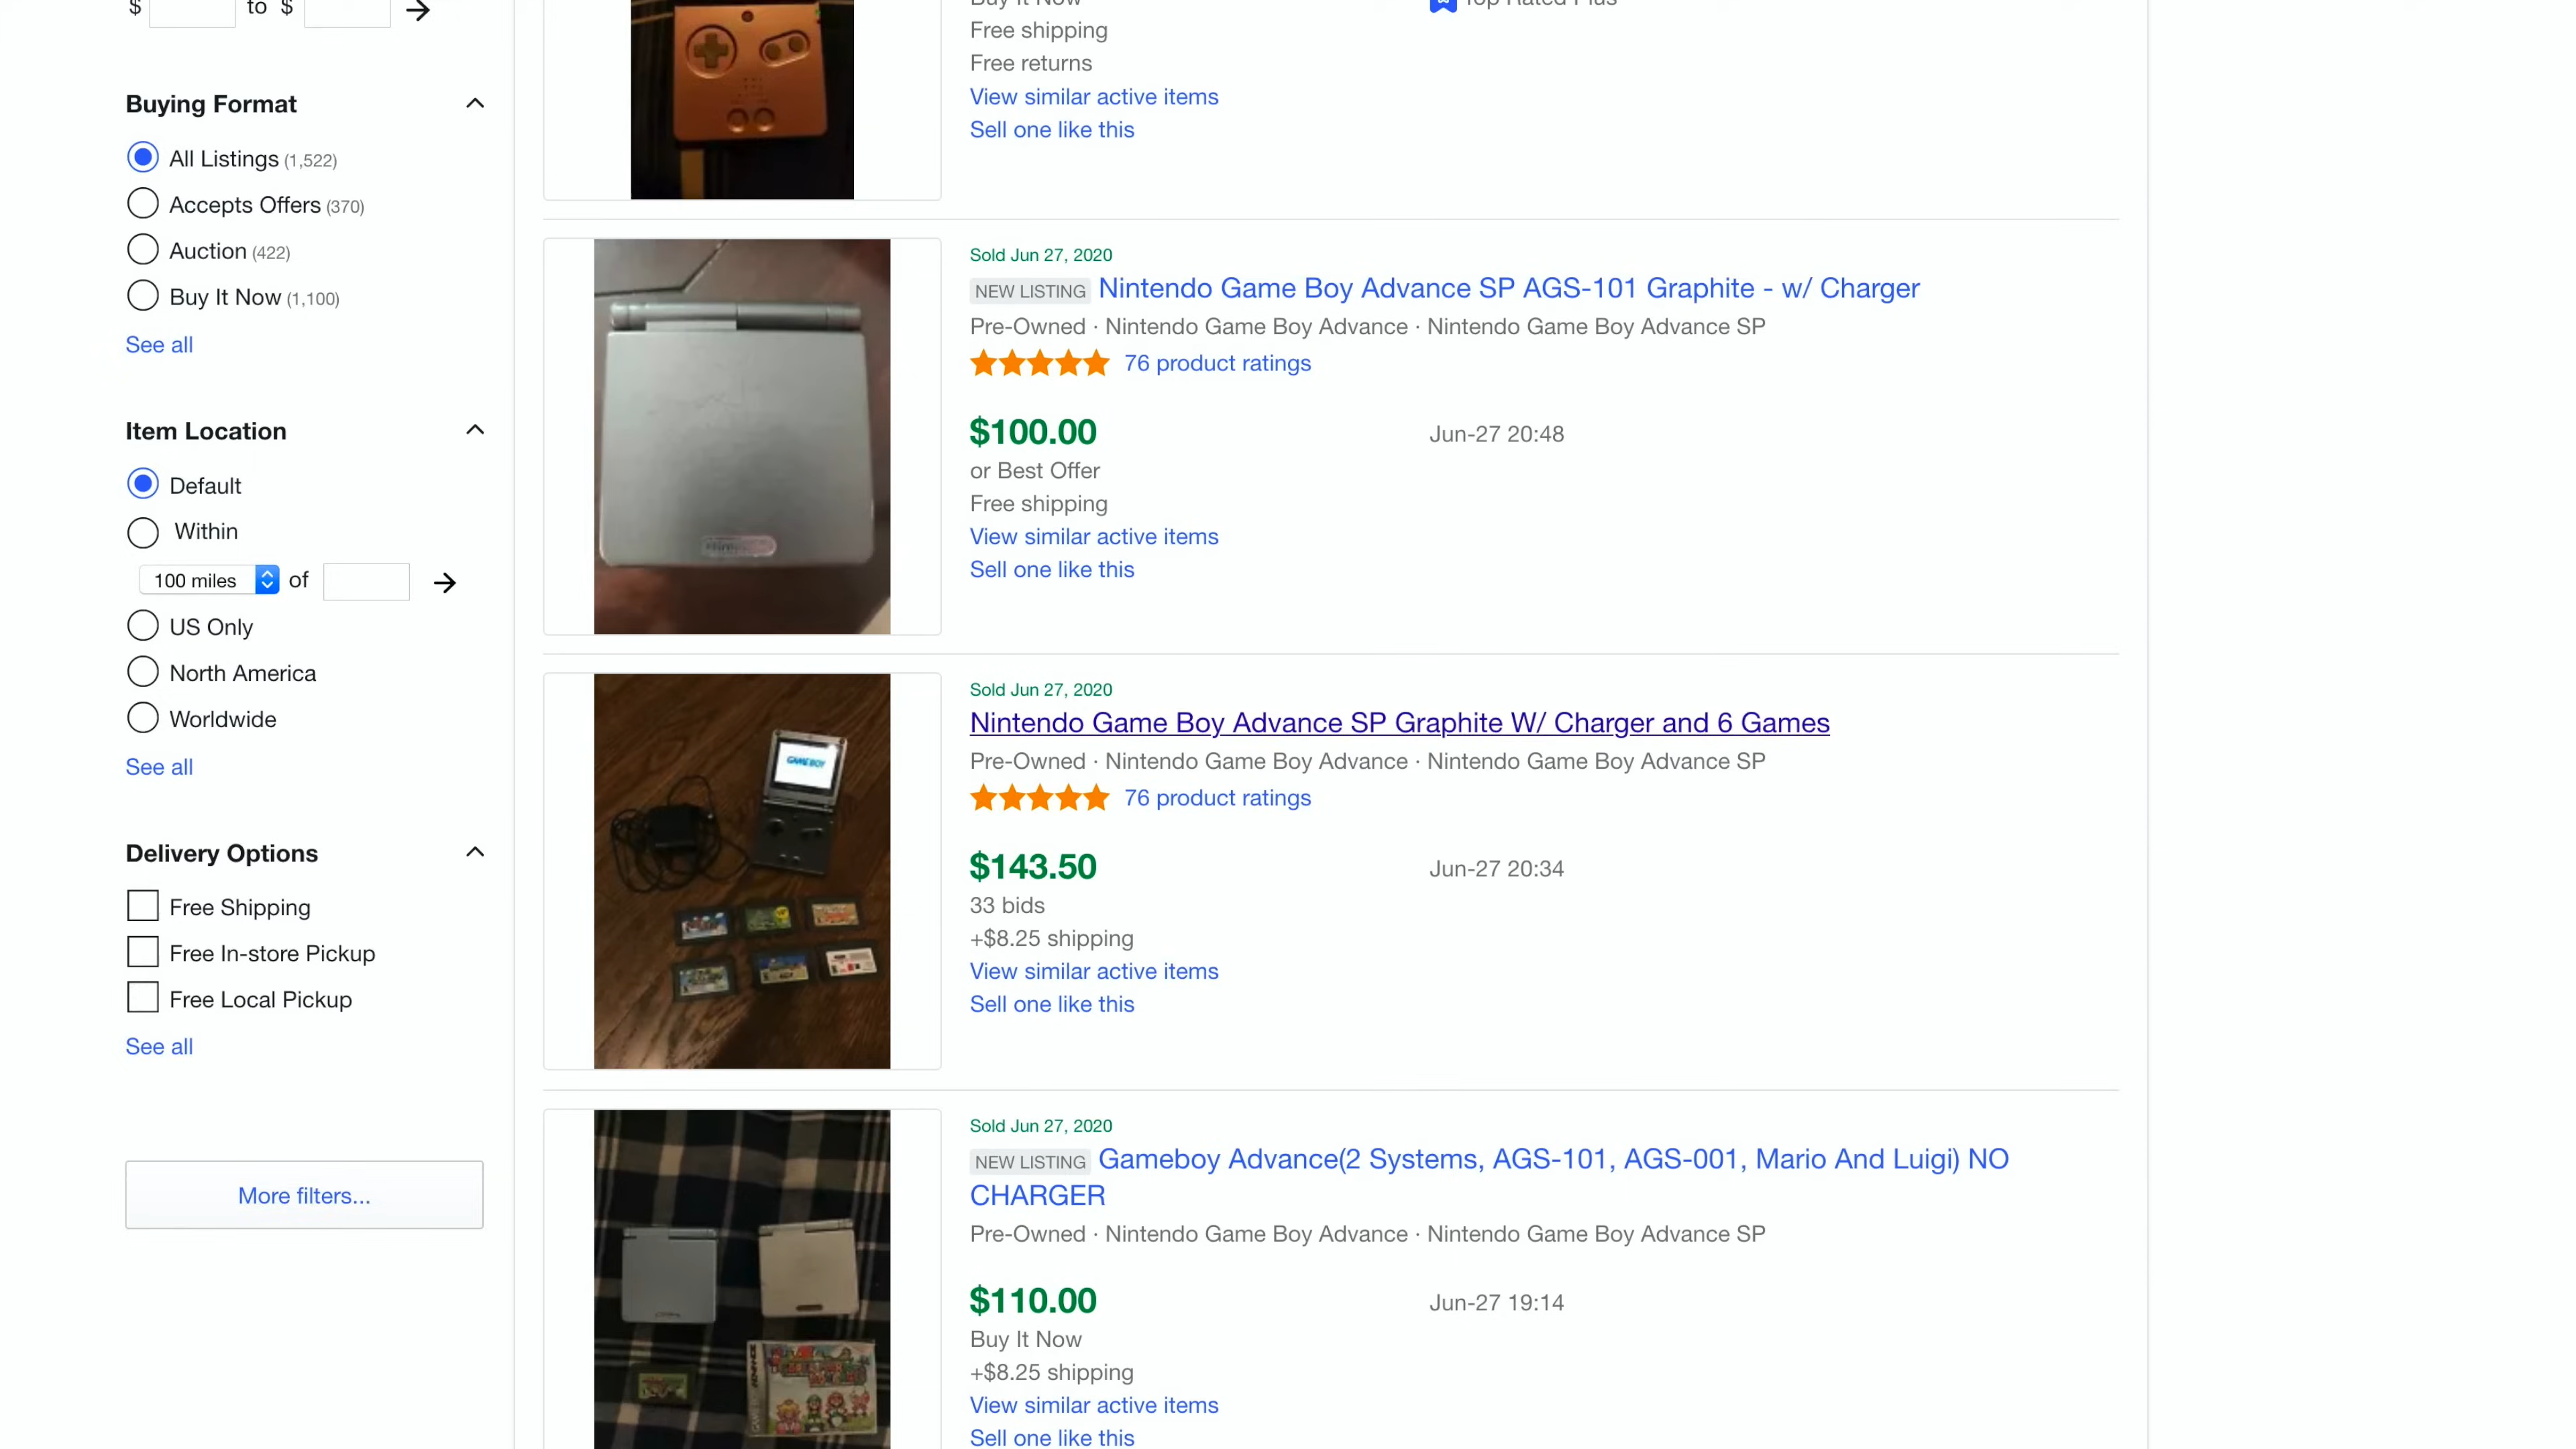 $ to $
Buying Format
All Listings (1,522)
Accepts Offers (370)
Auction (422)
Buy It Now (1,100)
See all
Item Location
Default
Within
100 miles of
US Only
North America
Worldwide
See all
Delivery Options
Free Shipping
Free In-store Pickup
Free Local Pickup
See all
More filters...
Buy It Now
Top Rated Plus
Free shipping
Free returns
View similar active items
Sell one like this
Sold Jun 27, 2020
NEW LISTING Nintendo Game Boy Advance SP AGS-101 Graphite - w/ Charger
Pre-Owned · Nintendo Game Boy Advance · Nintendo Game Boy Advance SP
76 product ratings
$100.00 Jun-27 20:48
or Best Offer
Free shipping
View similar active items
Sell one like this
Sold Jun 27, 2020
Nintendo Game Boy Advance SP Graphite W/ Charger and 6 Games
Pre-Owned · Nintendo Game Boy Advance · Nintendo Game Boy Advance SP
76 product ratings
GAME BOY
$143.50 Jun-27 20:34
33 bids
+$8.25 shipping
View similar active items
Sell one like this
Sold Jun 27, 2020
NEW LISTING Gameboy Advance(2 Systems, AGS-101, AGS-001, Mario And Luigi) NO
CHARGER
Pre-Owned · Nintendo Game Boy Advance · Nintendo Game Boy Advance SP
$110.00 Jun-27 19:14
Buy It Now
+$8.25 shipping
View similar active items
Sell one like this